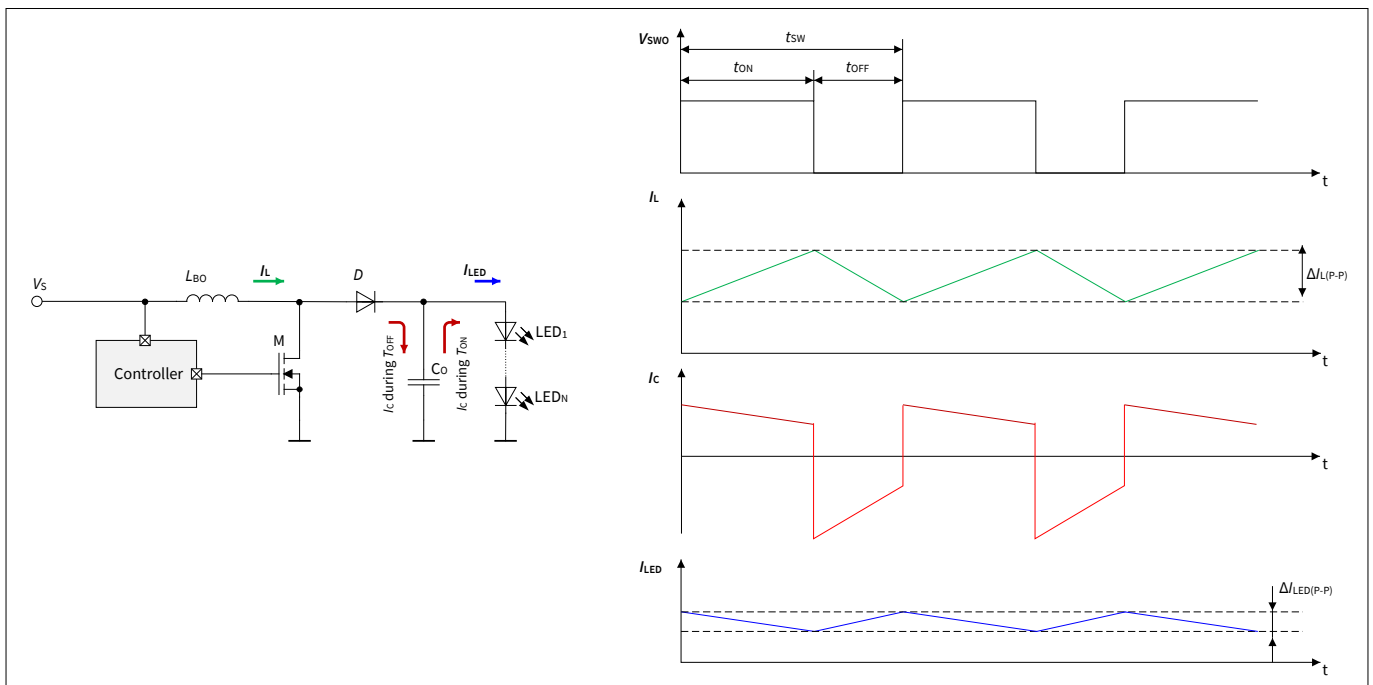 VS
LBO
IL
D
ILED
Controller
M
IC during TOFF
CO
IC during TON
LED1
LEDN
VSWO
tSW
tON
tOFF
t
IL
ΔIL(P-P)
t
IC
t
ILED
ΔILED(P-P)
t